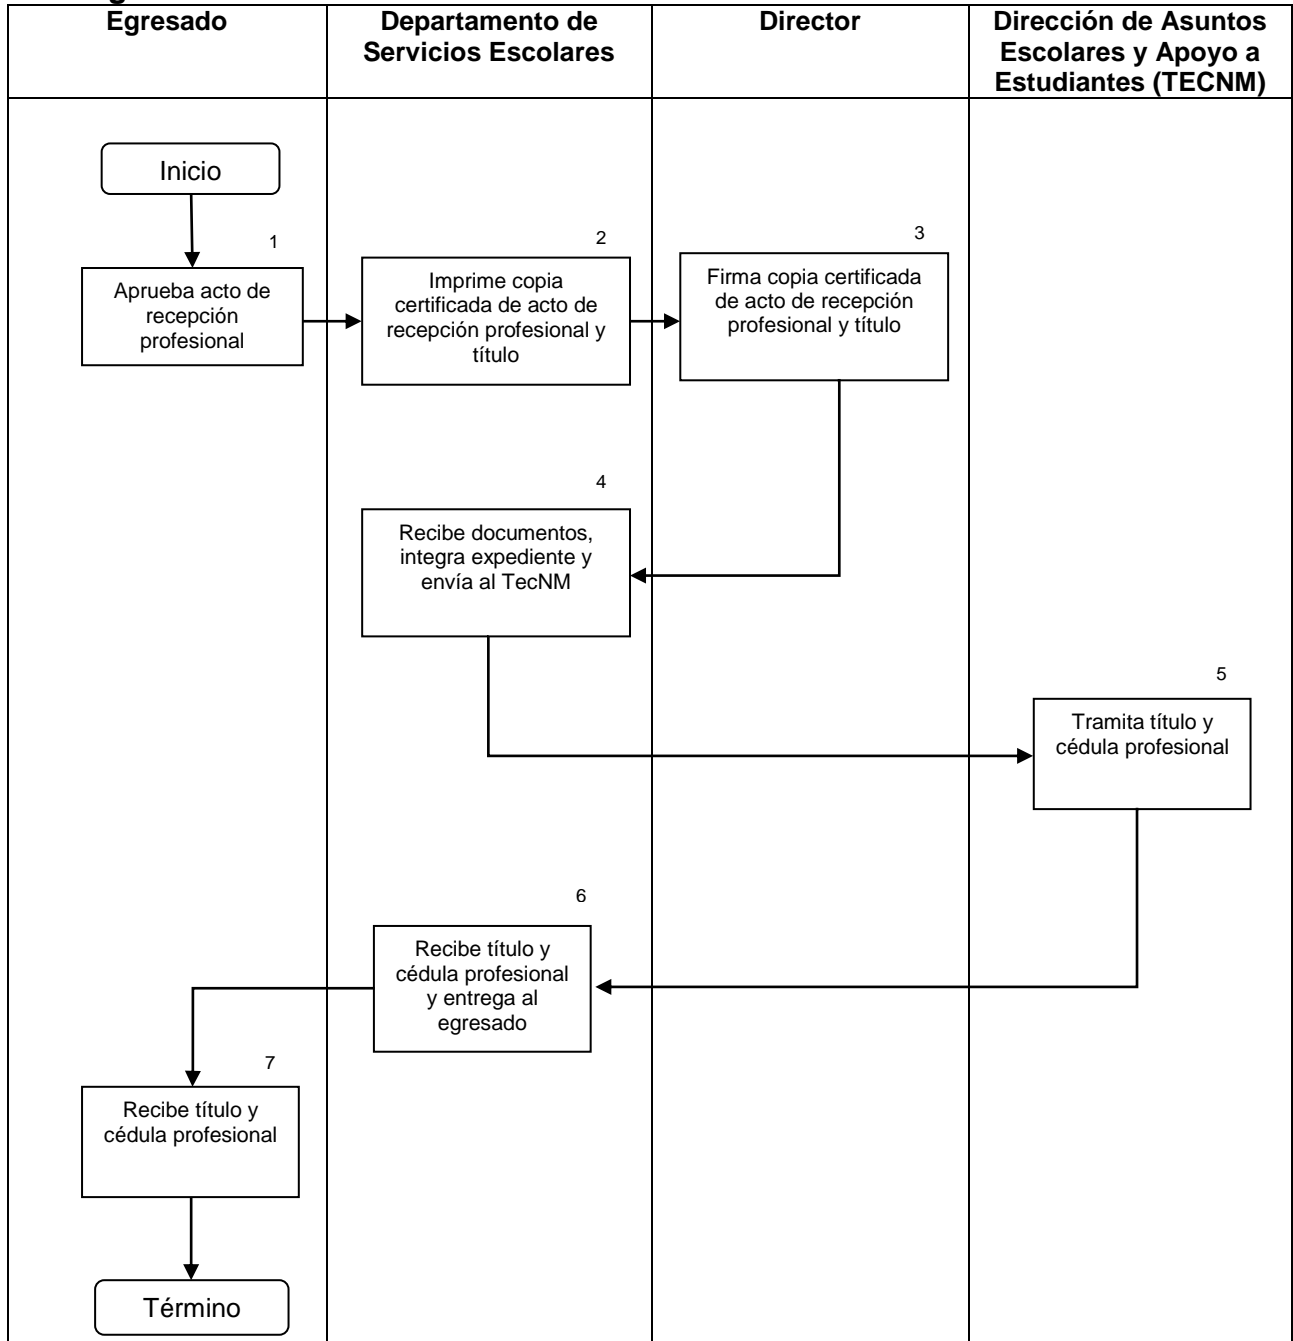 Egresado
Departamento de
Servicios Escolares
Director
Dirección de Asuntos
Escolares y Apoyo a
Estudiantes (TECNM)
Inicio
1
Aprueba acto de
recepción
profesional
2
Imprime copia
certificada de acto de
recepción profesional y
título
3
Firma copia certificada
de acto de recepción
profesional y título
4
Recibe documentos,
integra expediente y
envía al TecNM
5
Tramita título y
cédula profesional
6
Recibe título y
cédula profesional
y entrega al
egresado
7
Recibe título y
cédula profesional
Término